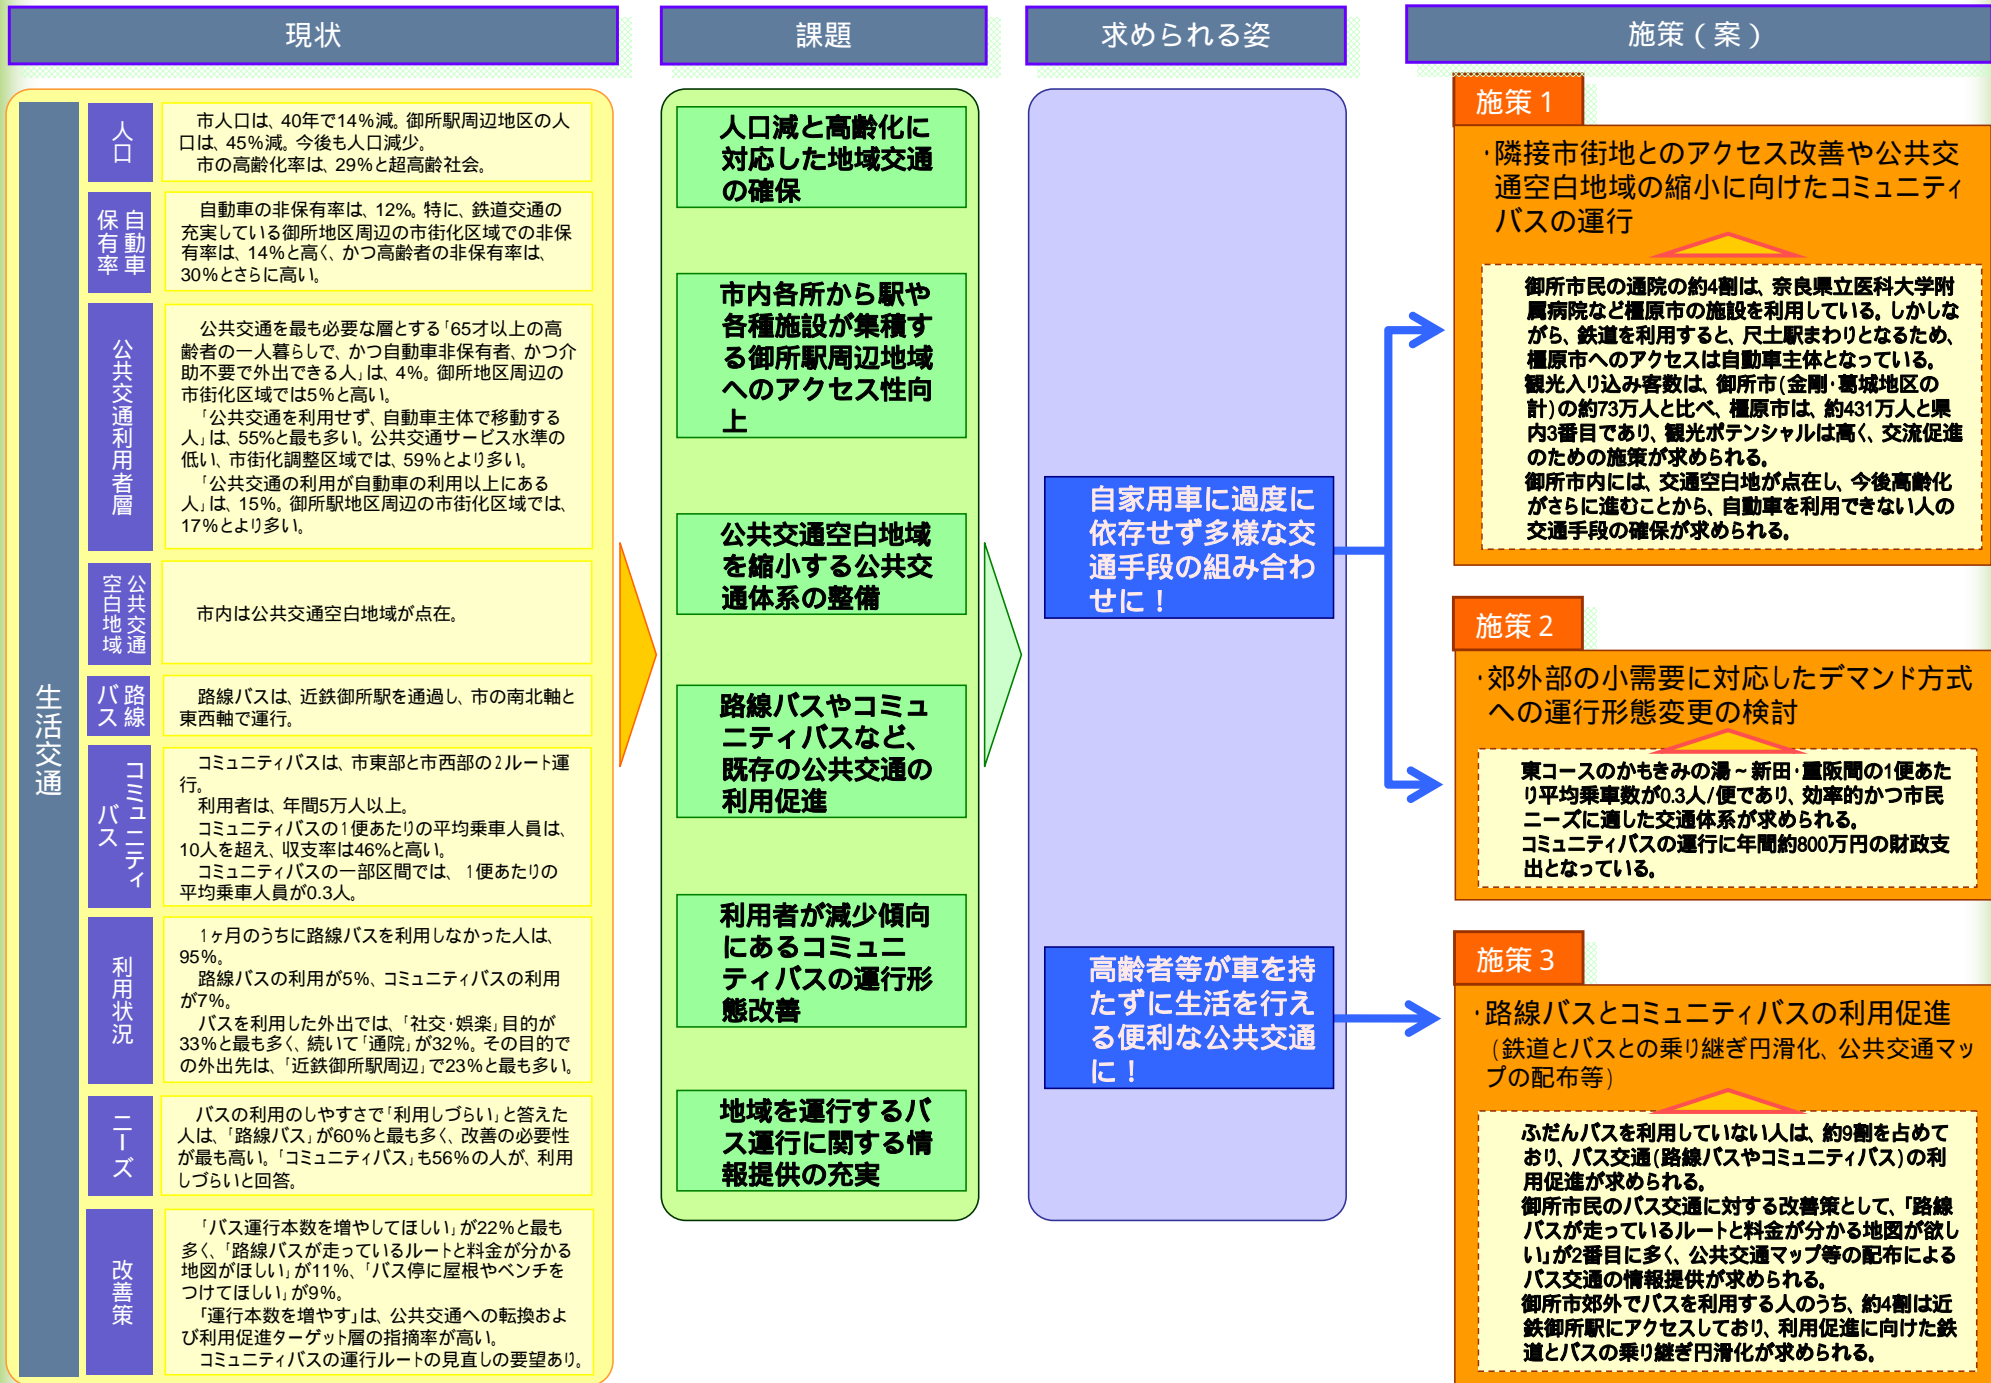 現状
課題
求められる姿
施策（案）
生活交通
人口
市人口は、40年で14%減。御所駅周辺地区の人
口は、45%減。今後も人口減少。
市の高齢化率は、29%と超高齢社会。
自動車
保有率
自動車の非保有率は、12%。特に、鉄道交通の
充実している御所地区周辺の市街化区域での非保
有率は、14%と高く、かつ高齢者の非保有率は、
30%とさらに高い。
公共交通利用者層
公共交通を最も必要な層とする「65才以上の高
齢者の一人暮らしで、かつ自動車非保有者、かつ介
助不要で外出できる人」は、4%。御所地区周辺の
市街化区域では5%と高い。
「公共交通を利用せず、自動車主体で移動する
人」は、55%と最も多い。公共交通サービス水準の
低い、市街化調整区域では、59%とより多い。
「公共交通の利用が自動車の利用以上にある
人」は、15%。御所駅地区周辺の市街化区域では、
17%とより多い。
公共交通
空白地域
市内は公共交通空白地域が点在。
路線
バス
路線バスは、近鉄御所駅を通過し、市の南北軸と
東西軸で運行。
コミュニティ
バス
コミュニティバスは、市東部と市西部の2ルート運
行。
利用者は、年間5万人以上。
コミュニティバスの1便あたりの平均乗車人員は、
10人を超え、収支率は46%と高い。
コミュニティバスの一部区間では、1便あたりの
平均乗車人員が0.3人。
利用状況
1ヶ月のうちに路線バスを利用しなかった人は、
95%。
路線バスの利用が5%、コミュニティバスの利用
が7%。
バスを利用した外出では、「社交・娯楽」目的が
33%と最も多く、続いて「通院」が32%。その目的で
の外出先は、「近鉄御所駅周辺」で23%と最も多い。
ニーズ
バスの利用のしやすさで「利用しづらい」と答えた
人は、「路線バス」が60%と最も多く、改善の必要性
が最も高い。「コミュニティバス」も56%の人が、利用
しづらいと回答。
改善策
「バス運行本数を増やしてほしい」が22%と最も
多く、「路線バスが走っているルートと料金が分かる
地図がほしい」が11%、「バス停に屋根やベンチを
つけてほしい」が9%。
「運行本数を増やす」は、公共交通への転換およ
び利用促進ターゲット層の指摘率が高い。
コミュニティバスの運行ルートの見直しの要望あり。
人口減と高齢化に
対応した地域交通
の確保
市内各所から駅や
各種施設が集積す
る御所駅周辺地域
へのアクセス性向
上
公共交通空白地域
を縮小する公共交
通体系の整備
路線バスやコミュ
ニティバスなど、
既存の公共交通の
利用促進
利用者が減少傾向
にあるコミュニ
ティバスの運行形
態改善
地域を運行するバ
ス運行に関する情
報提供の充実
自家用車に過度に
依存せず多様な交
通手段の組み合わ
せに！
高齢者等が車を持
たずに生活を行え
る便利な公共交通
に！
施策1
・隣接市街地とのアクセス改善や公共交
通空白地域の縮小に向けたコミュニティ
バスの運行
御所市民の通院の約4割は、奈良県立医科大学附
属病院など橿原市の施設を利用している。しかしな
がら、鉄道を利用すると、尺土駅まわりとなるため、
橿原市へのアクセスは自動車主体となっている。
観光入り込み客数は、御所市(金剛・葛城地区の
計)の約73万人と比べ、橿原市は、約431万人と県
内3番目であり、観光ポテンシャルは高く、交流促進
のための施策が求められる。
御所市内には、交通空白地が点在し、今後高齢化
がさらに進むことから、自動車を利用できない人の
交通手段の確保が求められる。
施策2
・郊外部の小需要に対応したデマンド方式
への運行形態変更の検討
東コースのかもきみの湯～新田・重阪間の1便あた
り平均乗車数が0.3人/便であり、効率的かつ市民
ニーズに適した交通体系が求められる。
コミュニティバスの運行に年間約800万円の財政支
出となっている。
施策3
・路線バスとコミュニティバスの利用促進
(鉄道とバスとの乗り継ぎ円滑化、公共交通マッ
プの配布等)
ふだんバスを利用していない人は、約9割を占めて
おり、バス交通(路線バスやコミュニティバス)の利
用促進が求められる。
御所市民のバス交通に対する改善策として、「路線
バスが走っているルートと料金が分かる地図が欲し
い」が2番目に多く、公共交通マップ等の配布による
バス交通の情報提供が求められる。
御所市郊外でバスを利用する人のうち、約4割は近
鉄御所駅にアクセスしており、利用促進に向けた鉄
道とバスの乗り継ぎ円滑化が求められる。